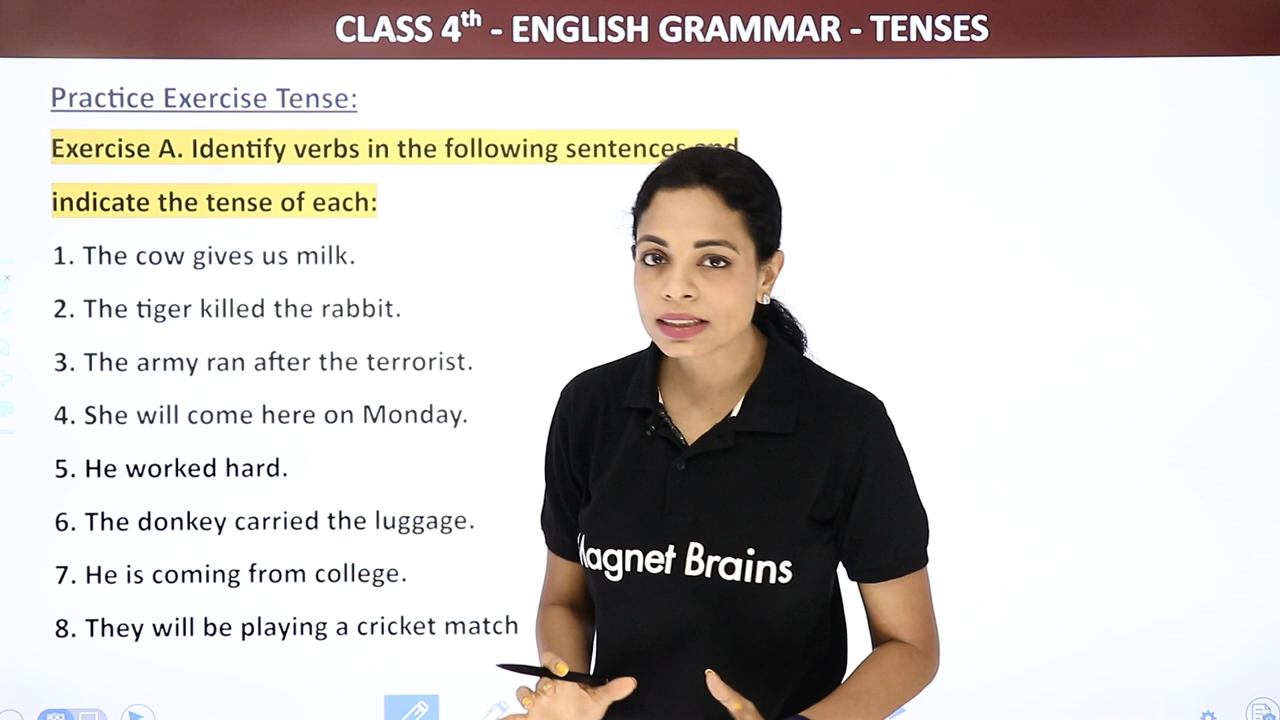 CLASS 4th - ENGLISH GRAMMAR - TENSES
Practice Exercise Tense:
Exercise A. Identify verbs in the following sentences and
indicate the tense of each:
1. The cow gives us milk.
2. The tiger killed the rabbit.
3. The army ran after the terrorist.
4. She will come here on Monday.
5. He worked hard.
6. The donkey carried the luggage.
7. He is coming from college.
8. They will be playing a cricket match
Magnet Brains